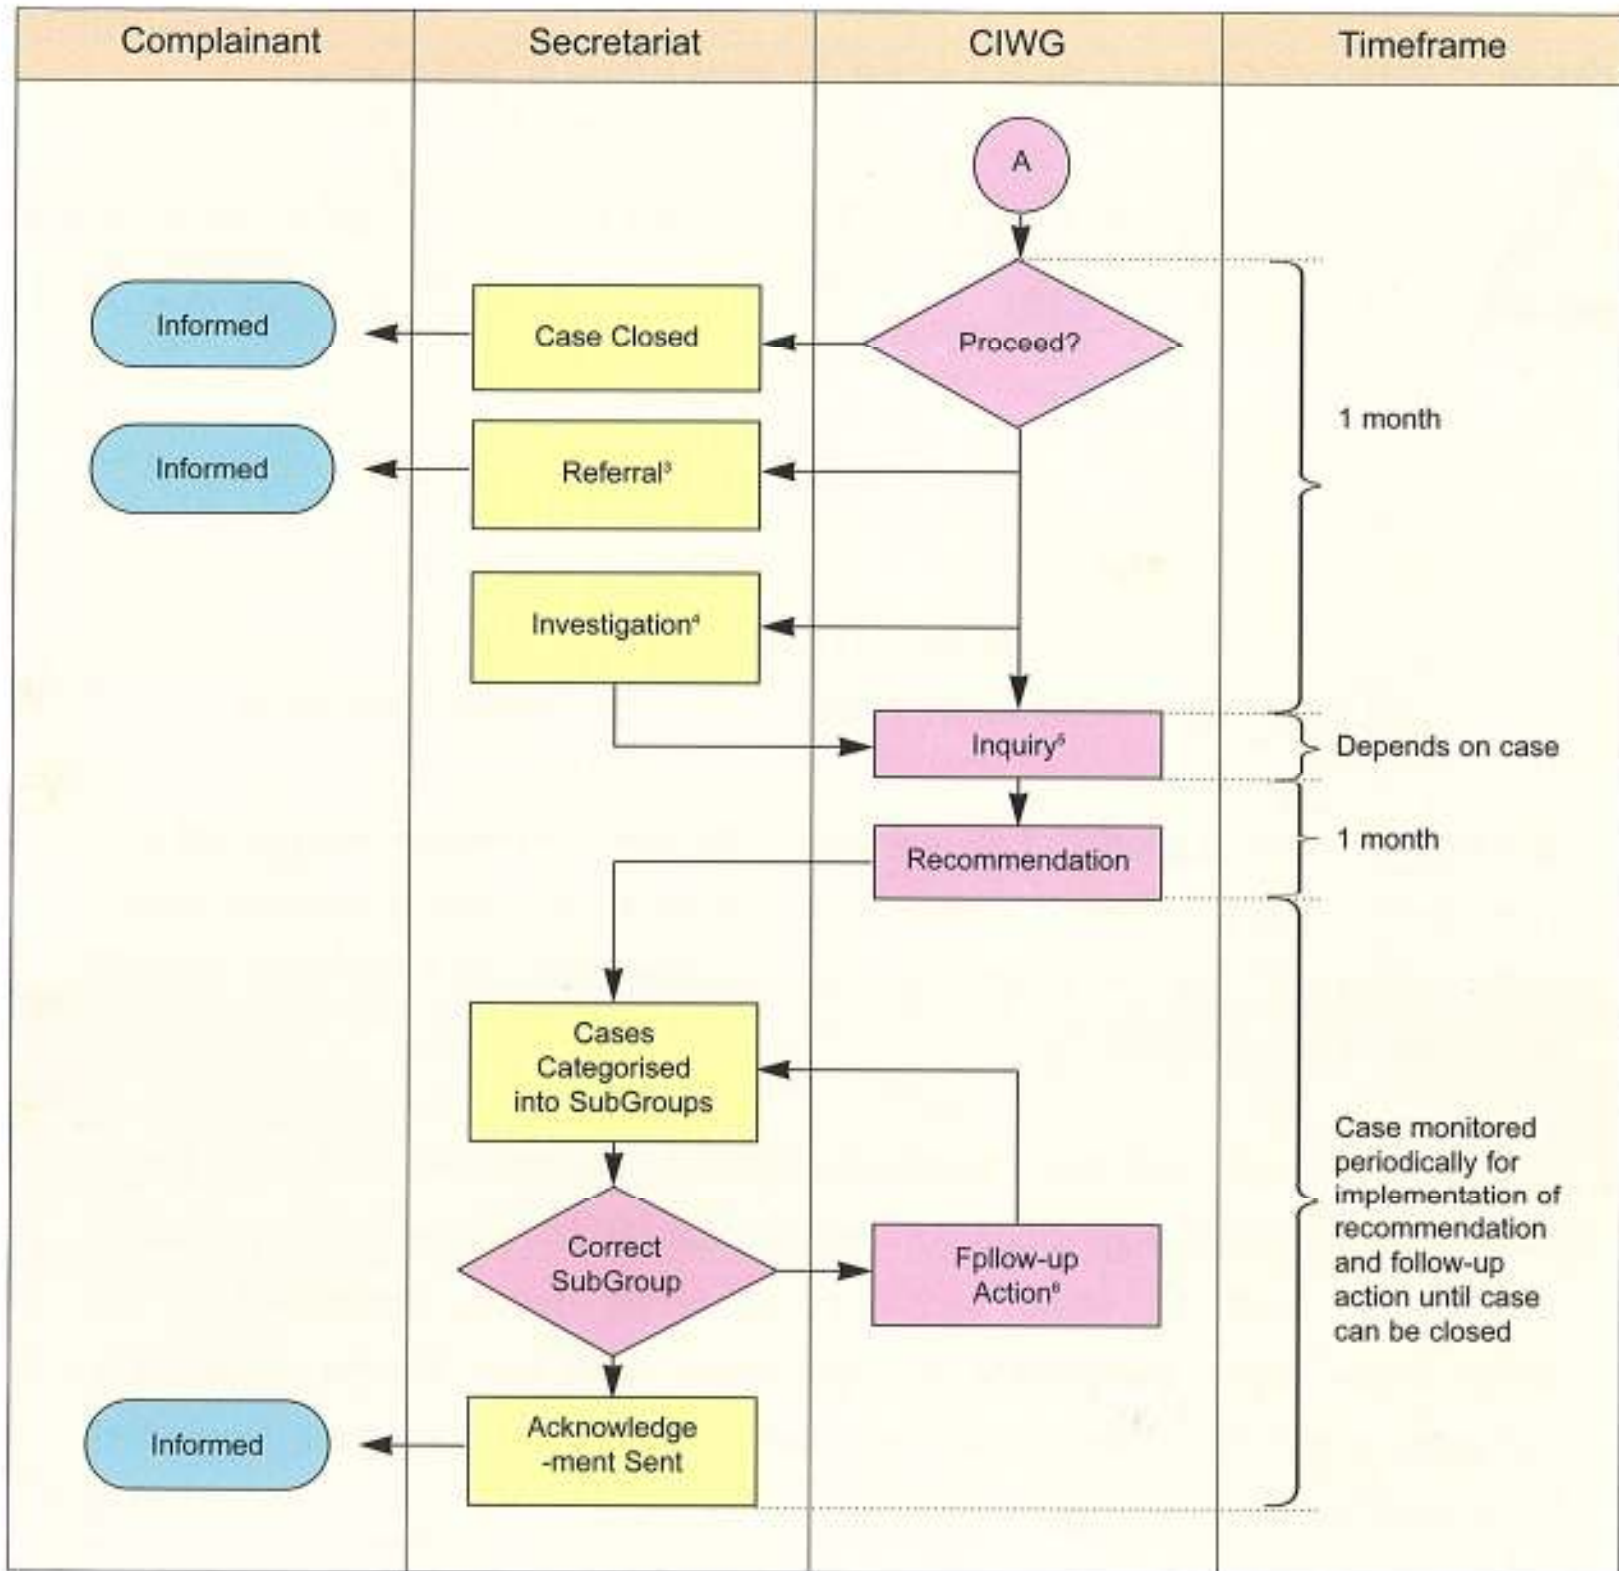 Complainant
Secretariat
CIWG
Timeframe
A
Informed
Case Closed
Proceed?
1 month
Informed
Referral³
Investigation⁴
Inquiry⁵
Depends on case
Recommendation
1 month
Cases
Categorised
into SubGroups
Correct
SubGroup
Fpllow-up
Action⁶
Case monitored
periodically for
implementation of
recommendation
and follow-up
action until case
can be closed
Informed
Acknowledge
-ment Sent